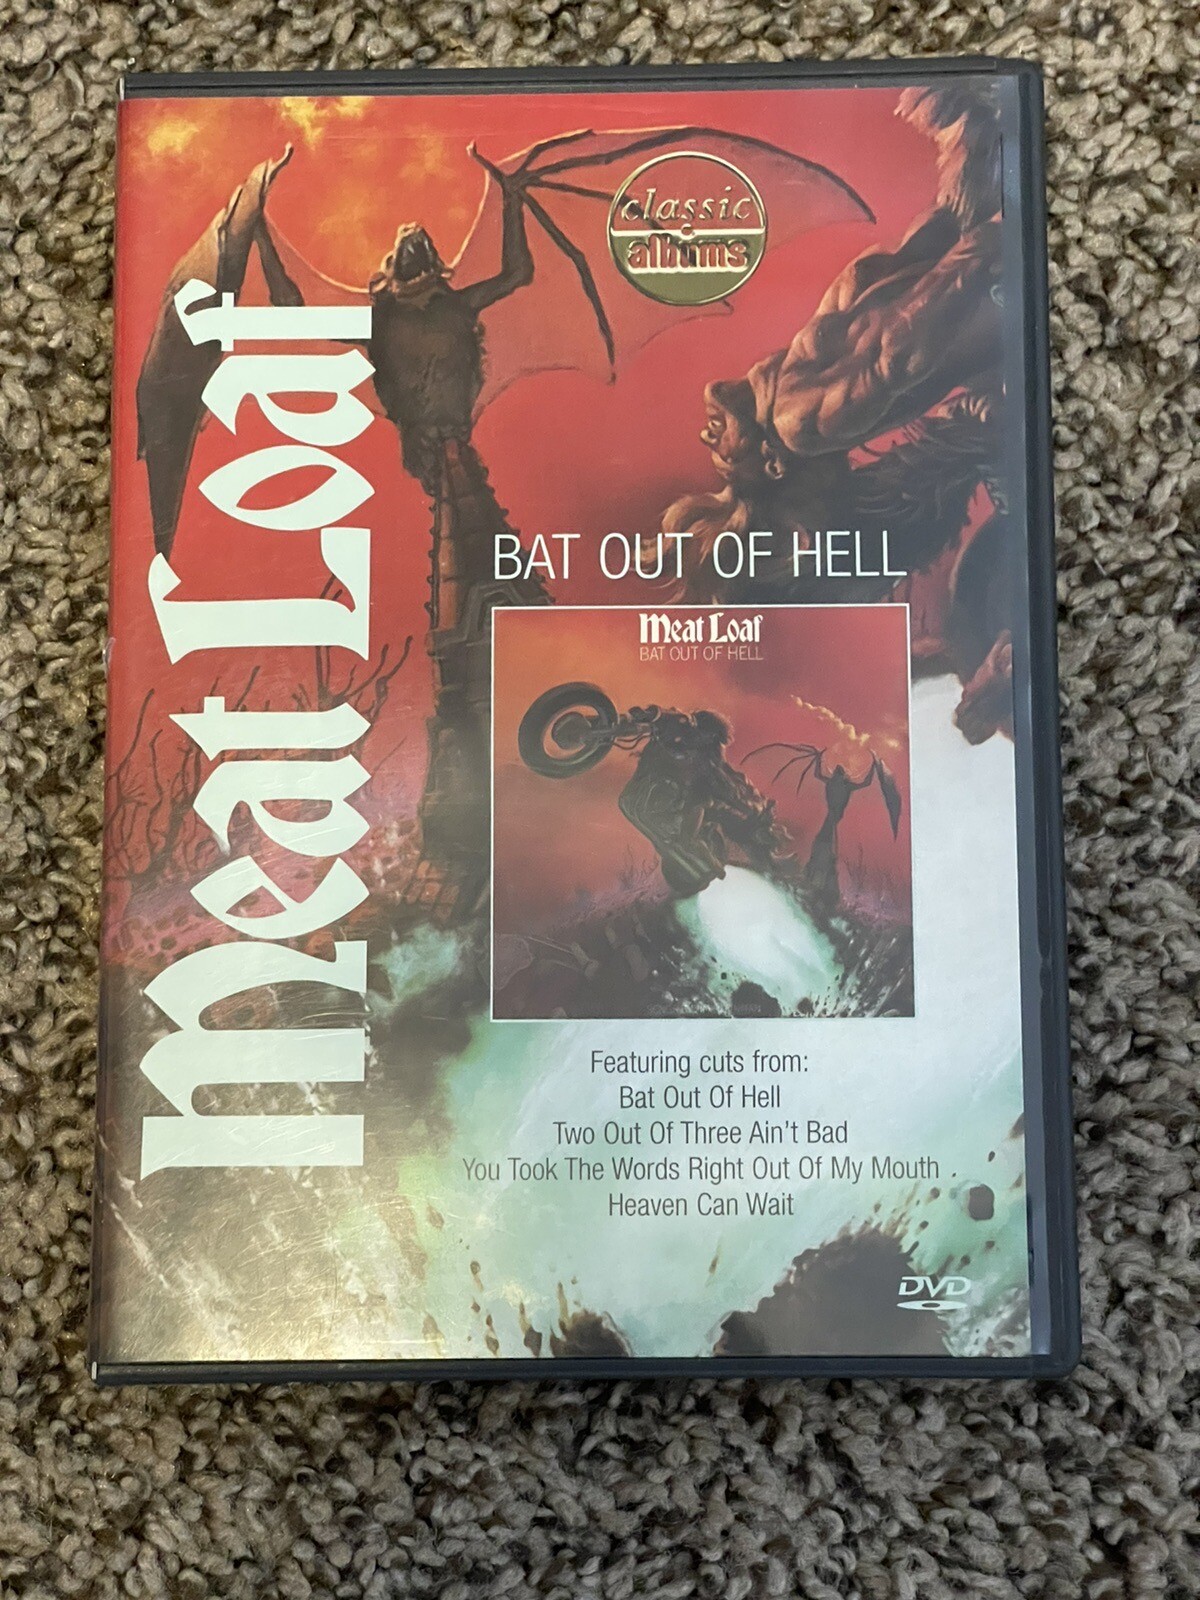 classic
albums
Meat Loaf
BAT OUT OF HELL
Meat Loaf
BAT OUT OF HELL
Featuring cuts from:
Bat Out Of Hell
Two Out Of Three Ain't Bad
You Took The Words Right Out Of My Mouth
Heaven Can Wait
DVD